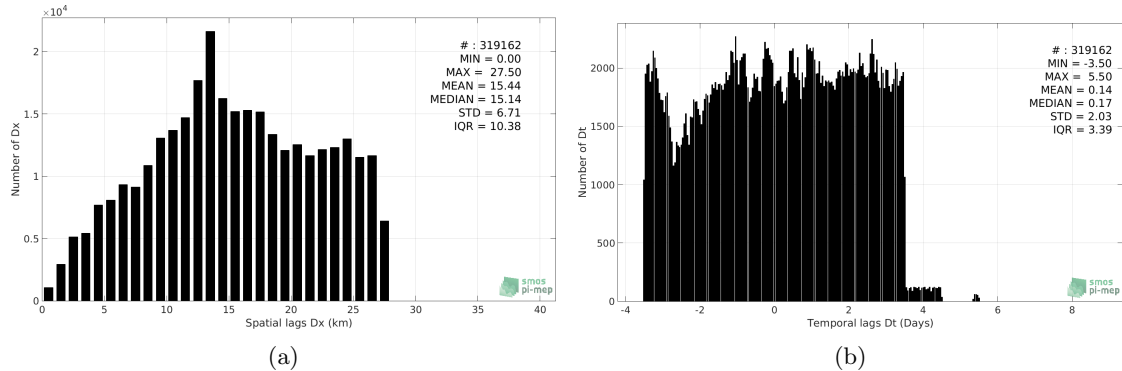 ×10⁴
2
1.5
1
0.5
0
Number of Dx
# : 319162
MIN = 0.00
MAX = 27.50
MEAN = 15.44
MEDIAN = 15.14
STD = 6.71
IQR = 10.38
smos
pi-mep
0 5 10 15 20 25 30 35 40
Spatial lags Dx (km)
(a)
2000
1500
1000
500
0
Number of Dt
# : 319162
MIN = -3.50
MAX = 5.50
MEAN = 0.14
MEDIAN = 0.17
STD = 2.03
IQR = 3.39
smos
pi-mep
-4 -2 0 2 4 6 8
Temporal lags Dt (Days)
(b)